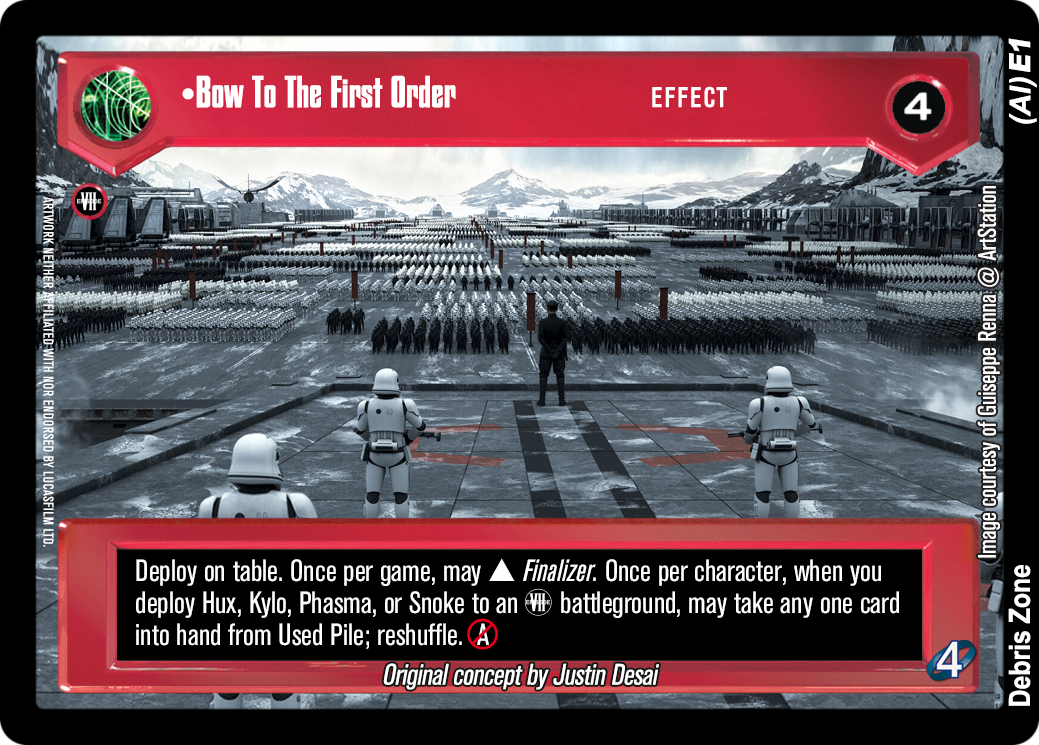 •Bow To The First Order
EFFECT
4
EPISODE
VII
(AI) E1
ARTWORK NEITHER AFFILIATED WITH NOR ENDORSED BY LUCASFILM LTD.
Image courtesy of Guiseppe Renna @ ArtStation
Deploy on table. Once per game, may ▲ Finalizer. Once per character, when you
deploy Hux, Kylo, Phasma, or Snoke to an EPISODE VII battleground, may take any one card
into hand from Used Pile; reshuffle. A
Original concept by Justin Desai
4
Debris Zone